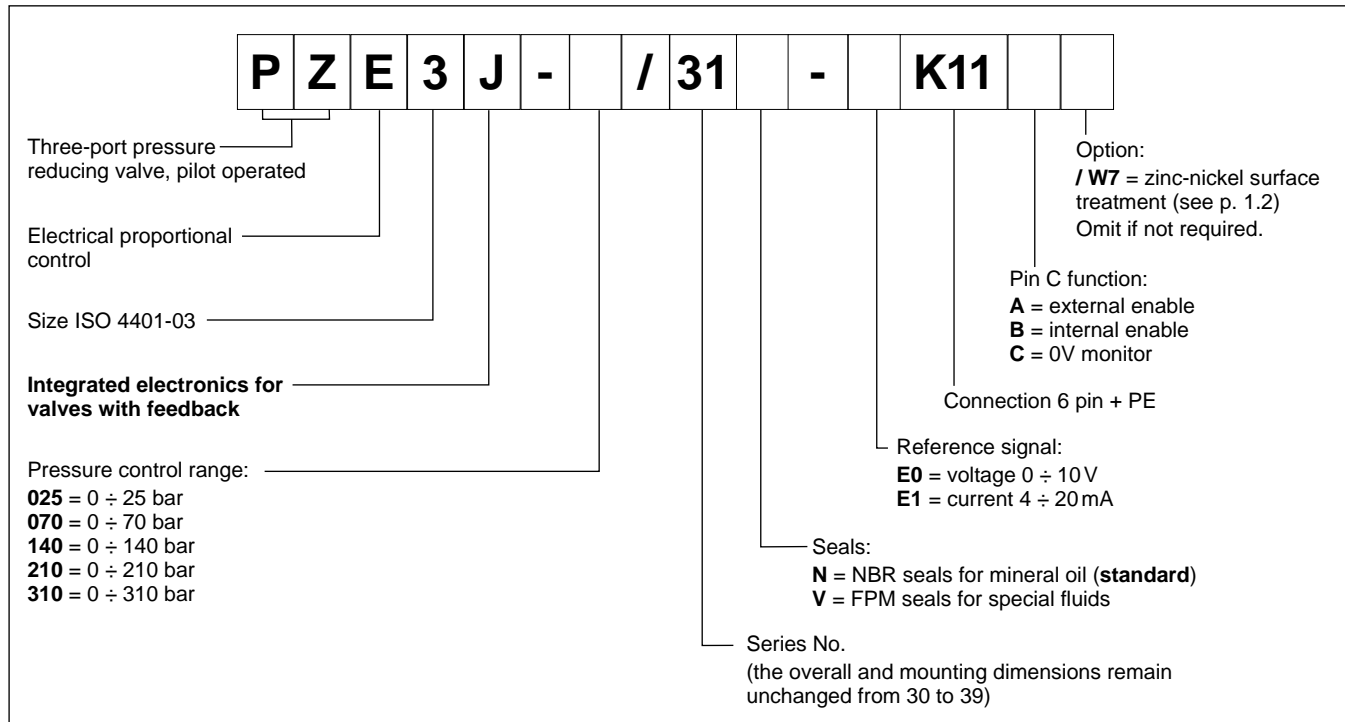 P Z E 3 J - / 31 - K11
Three-port pressure
reducing valve, pilot operated
Electrical proportional
control
Size ISO 4401-03
Integrated electronics for
valves with feedback
Pressure control range:
025 = 0 ÷ 25 bar
070 = 0 ÷ 70 bar
140 = 0 ÷ 140 bar
210 = 0 ÷ 210 bar
310 = 0 ÷ 310 bar
Option:
/ W7 = zinc-nickel surface
treatment (see p. 1.2)
Omit if not required.
Pin C function:
A = external enable
B = internal enable
C = 0V monitor
Connection 6 pin + PE
Reference signal:
E0 = voltage 0 ÷ 10 V
E1 = current 4 ÷ 20 mA
Seals:
N = NBR seals for mineral oil (standard)
V = FPM seals for special fluids
Series No.
(the overall and mounting dimensions remain
unchanged from 30 to 39)